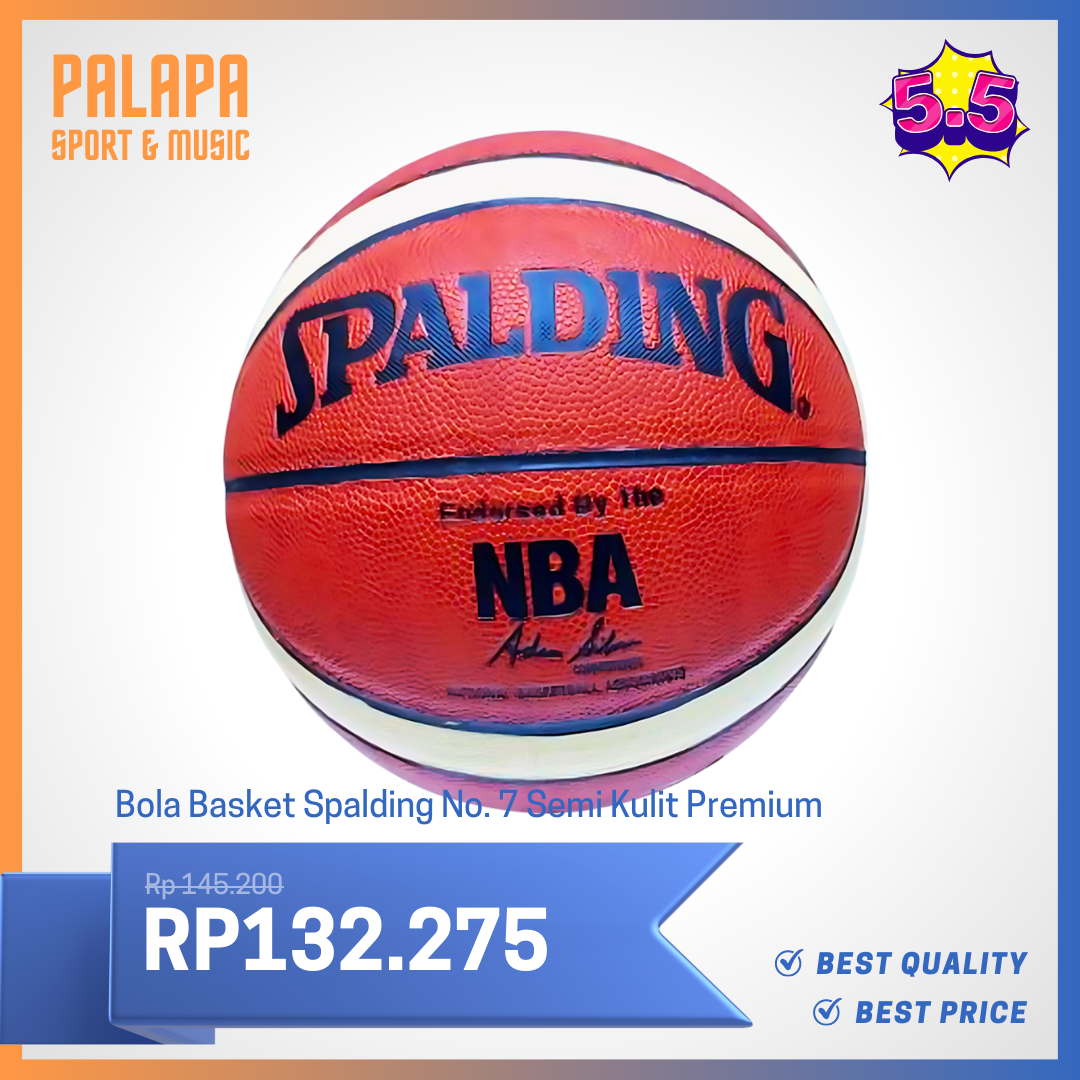 PALAPA
SPORT & MUSIC
5.5
SPALDING
Endorsed By The
NBA
Bola Basket Spalding No. 7 Semi Kulit Premium
Rp 145.200
RP132.275
BEST QUALITY
BEST PRICE